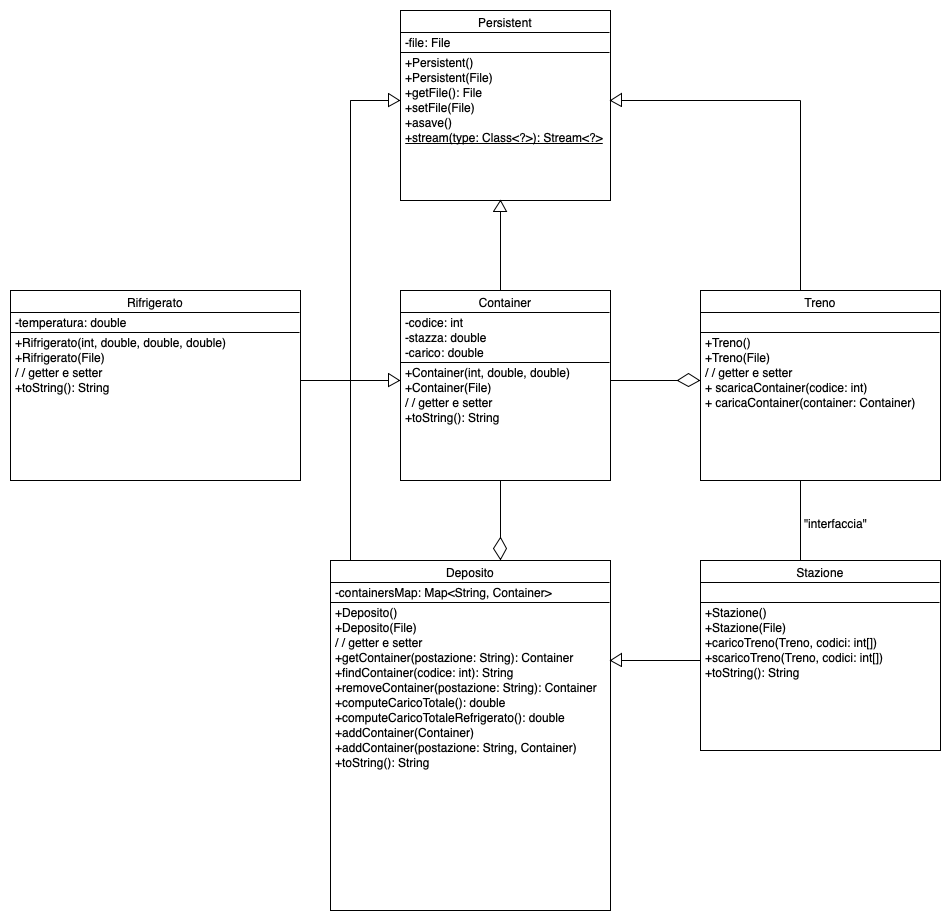 Persistent
-file: File
+Persistent()
+Persistent(File)
+getFile(): File
+setFile(File)
+asave()
+stream(type: Class<?>): Stream<?>
Rifrigerato
-temperatura: double
+Rifrigerato(int, double, double, double)
+Rifrigerato(File)
// getter e setter
+toString(): String
Container
-codice: int
-stazza: double
-carico: double
+Container(int, double, double)
+Container(File)
// getter e setter
+toString(): String
Treno
+Treno()
+Treno(File)
// getter e setter
+ scaricaContainer(codice: int)
+ caricaContainer(container: Container)
"interfaccia"
Deposito
-containersMap: Map<String, Container>
+Deposito()
+Deposito(File)
// getter e setter
+getContainer(postazione: String): Container
+findContainer(codice: int): String
+removeContainer(postazione: String): Container
+computeCaricoTotale(): double
+computeCaricoTotaleRefrigerato(): double
+addContainer(Container)
+addContainer(postazione: String, Container)
+toString(): String
Stazione
+Stazione()
+Stazione(File)
+caricoTreno(Treno, codici: int[])
+scaricoTreno(Treno, codici: int[])
+toString(): String